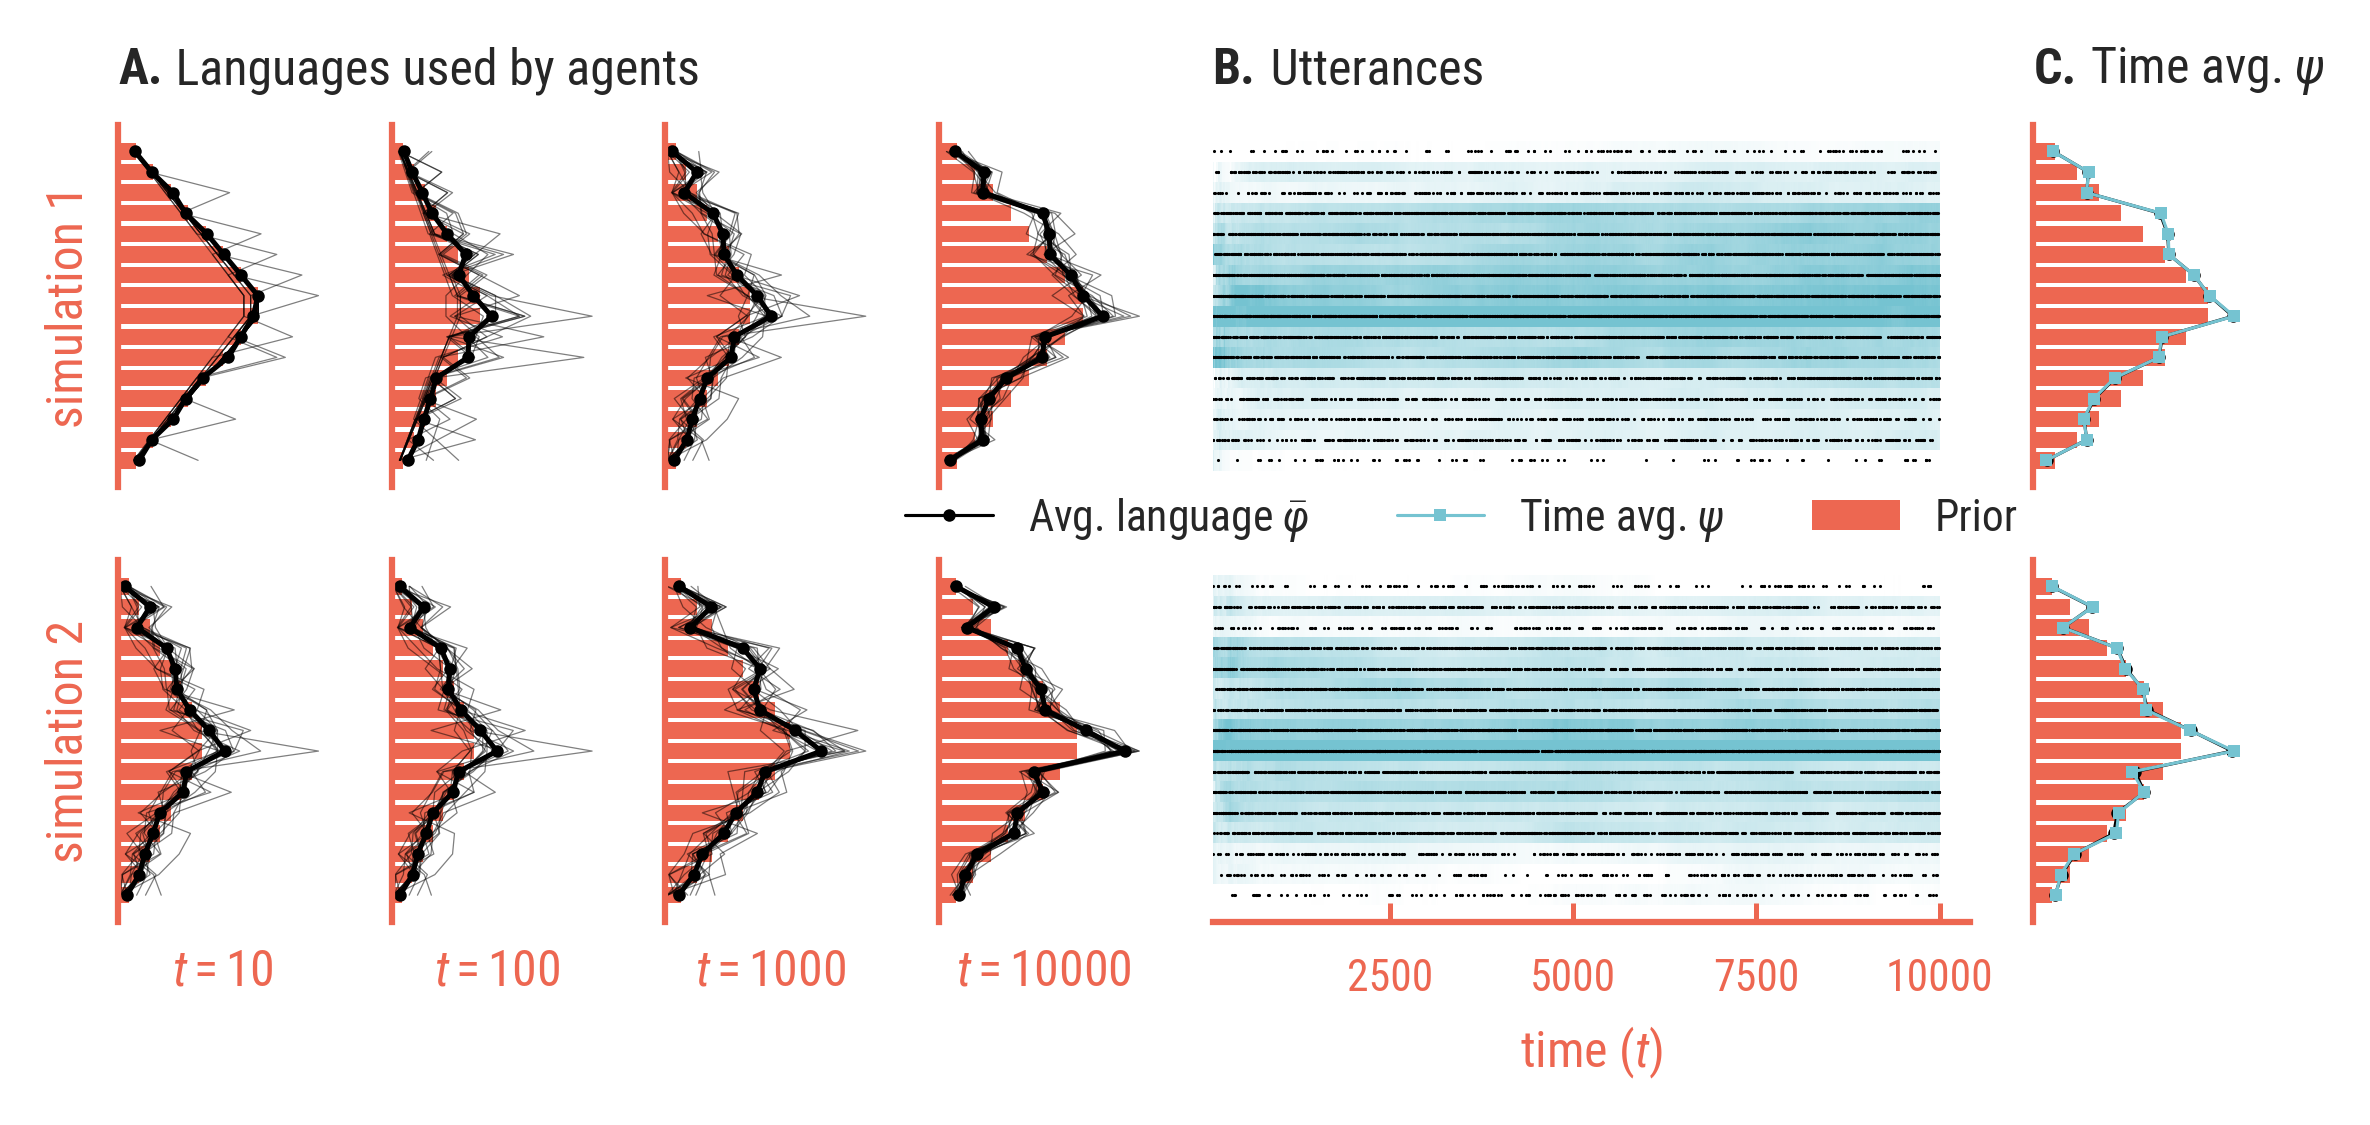 A. Languages used by agents
B. Utterances
C. Time avg. ψ
simulation 1
Avg. language φ̄
Time avg. ψ
Prior
simulation 2
t = 10
t = 100
t = 1000
t = 10000
2500
5000
7500
10000
time (t)